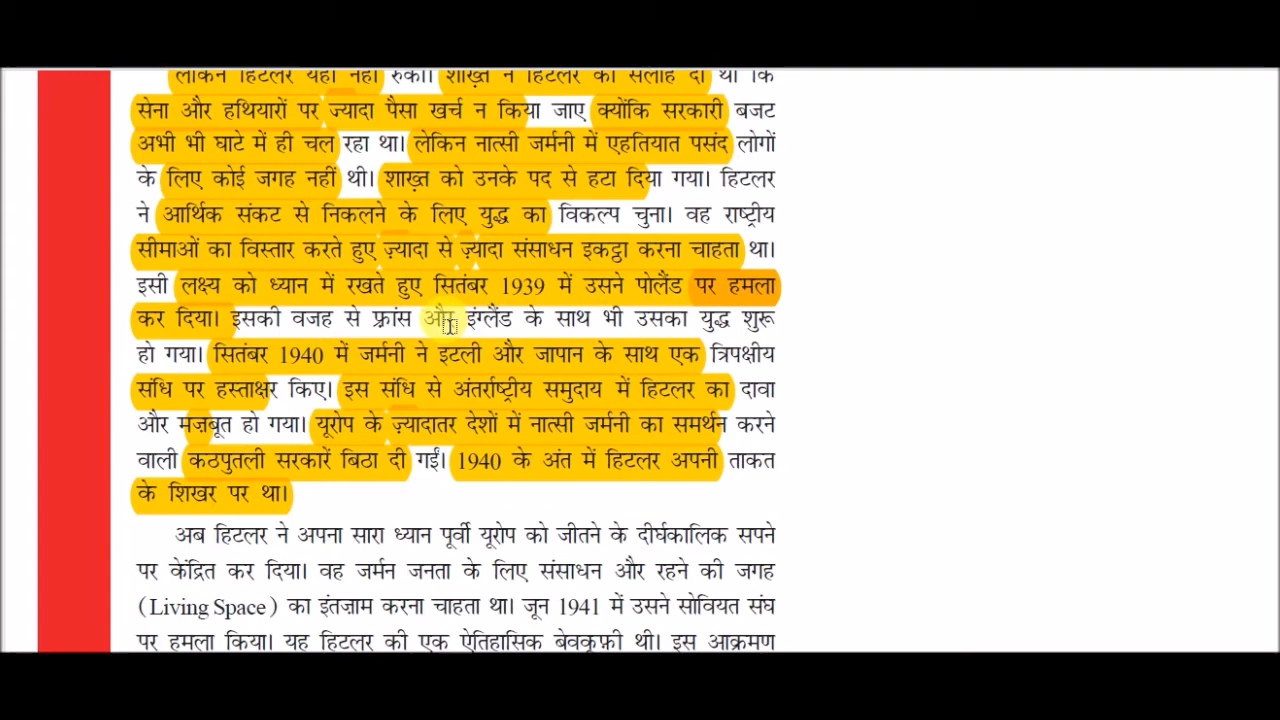 लेकिन हिटलर यहीं नहीं रुका। शाख़्त ने हिटलर को सलाह दी थी कि
सेना और हथियारों पर ज़्यादा पैसा खर्च न किया जाए क्योंकि सरकारी बजट
अभी भी घाटे में ही चल रहा था। लेकिन नात्सी जर्मनी में एहतियात पसंद लोगों
के लिए कोई जगह नहीं थी। शाख़्त को उनके पद से हटा दिया गया। हिटलर
ने आर्थिक संकट से निकलने के लिए युद्ध का विकल्प चुना। वह राष्ट्रीय
सीमाओं का विस्तार करते हुए ज़्यादा से ज़्यादा संसाधन इकट्ठा करना चाहता था।
इसी लक्ष्य को ध्यान में रखते हुए सितंबर 1939 में उसने पोलैंड पर हमला
कर दिया। इसकी वजह से फ़्रांस और इंग्लैंड के साथ भी उसका युद्ध शुरू
हो गया। सितंबर 1940 में जर्मनी ने इटली और जापान के साथ एक त्रिपक्षीय
संधि पर हस्ताक्षर किए। इस संधि से अंतर्राष्ट्रीय समुदाय में हिटलर का दावा
और मज़बूत हो गया। यूरोप के ज़्यादातर देशों में नात्सी जर्मनी का समर्थन करने
वाली कठपुतली सरकारें बिठा दी गईं। 1940 के अंत में हिटलर अपनी ताकत
के शिखर पर था।
अब हिटलर ने अपना सारा ध्यान पूर्वी यूरोप को जीतने के दीर्घकालिक सपने
पर केंद्रित कर दिया। वह जर्मन जनता के लिए संसाधन और रहने की जगह
(Living Space) का इंतज़ाम करना चाहता था। जून 1941 में उसने सोवियत संघ
पर हमला किया। यह हिटलर की एक ऐतिहासिक बेवकूफ़ी थी। इस आक्रमण